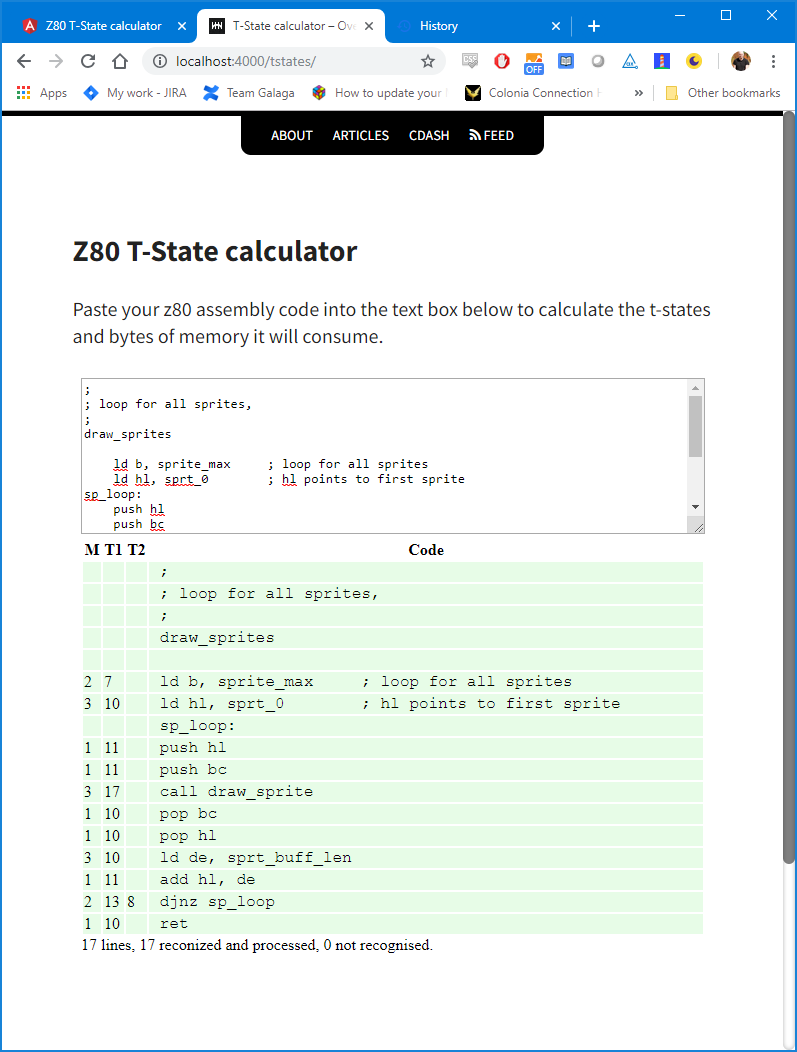 Z80 T-State calculator
T-State calculator – Ov
History
localhost:4000/tstates/
CSS
OFF
Apps
My work - JIRA
Team Galaga
How to update your
Colonia Connection
»
Other bookmarks
ABOUT ARTICLES CDASH FEED
Z80 T-State calculator
Paste your z80 assembly code into the text box below to calculate the t-states
and bytes of memory it will consume.
;
; loop for all sprites,
;
draw_sprites
ld b, sprite_max ; loop for all sprites
ld hl, sprt_0 ; hl points to first sprite
sp_loop:
push hl
push bc
M T1 T2 Code
;
; loop for all sprites,
;
draw_sprites
2 7 ld b, sprite_max ; loop for all sprites
3 10 ld hl, sprt_0 ; hl points to first sprite
sp_loop:
1 11 push hl
1 11 push bc
3 17 call draw_sprite
1 10 pop bc
1 10 pop hl
3 10 ld de, sprt_buff_len
1 11 add hl, de
2 13 8 djnz sp_loop
1 10 ret
17 lines, 17 reconized and processed, 0 not recognised.